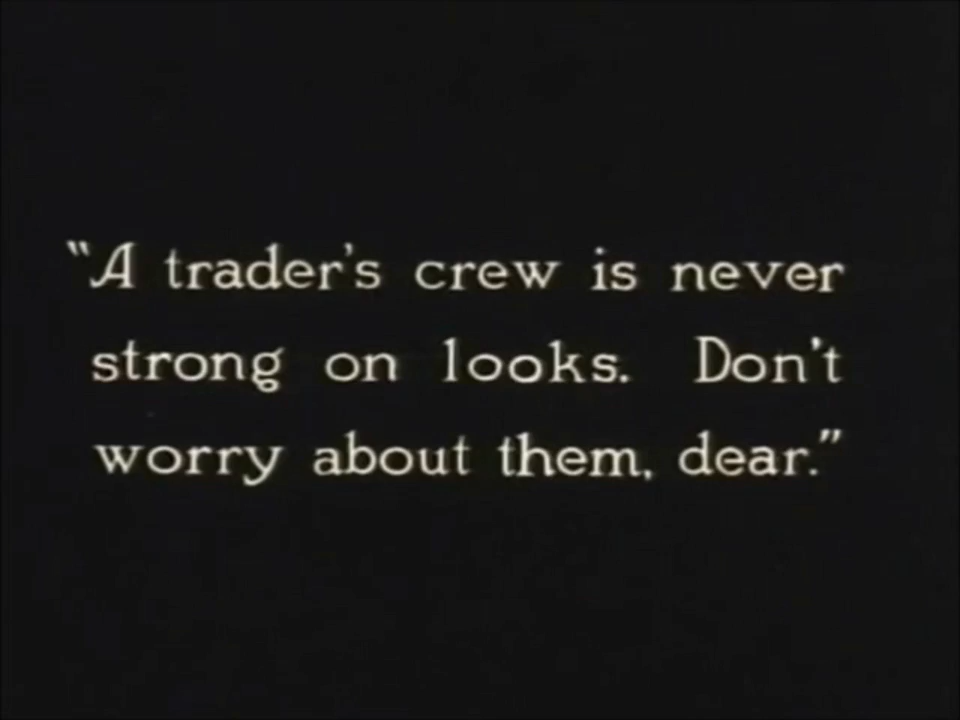 "A trader's crew is never
strong on looks. Don't
worry about them, dear."